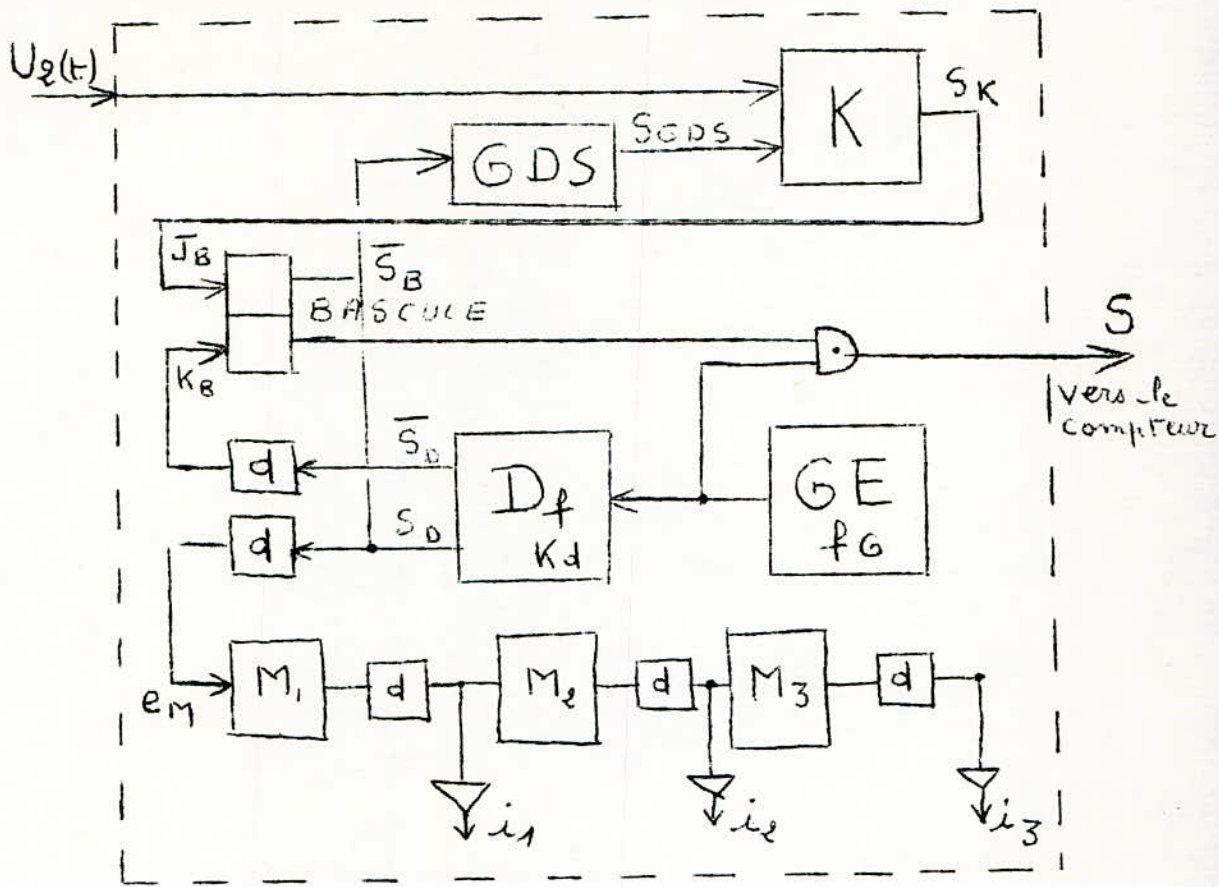 U2(t)
K
SK
SGDS
GDS
J̅B
S̅B
BASCULE
KB
S
vers le
compteur
d
S̅D
Df
Kd
GE
fG
d
SD
eM
M1
d
M2
d
M3
d
i1
i2
i3